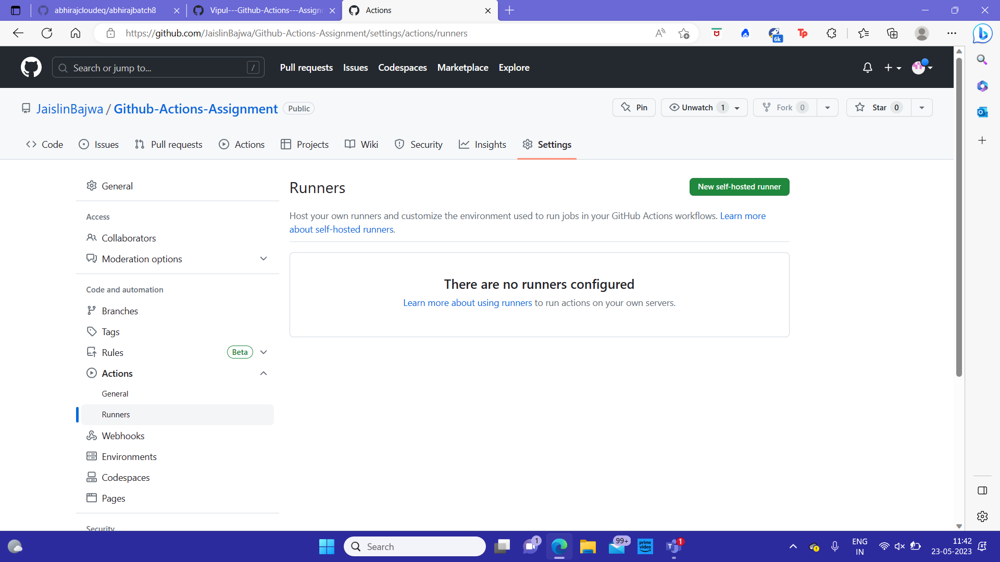 abhirajcloudeq/abhirajbatch8
Vipul---Github-Actions---Assignn
Actions
https://github.com/JaislinBajwa/Github-Actions-Assignment/settings/actions/runners
6k
Tp
Search or jump to...
/
Pull requests
Issues
Codespaces
Marketplace
Explore
JaislinBajwa / Github-Actions-Assignment
Public
Pin
Unwatch 1
Fork 0
Star 0
Code
Issues
Pull requests
Actions
Projects
Wiki
Security
Insights
Settings
General
Access
Collaborators
Moderation options
Code and automation
Branches
Tags
Rules
Beta
Actions
General
Runners
Webhooks
Environments
Codespaces
Pages
Security
Runners
New self-hosted runner
Host your own runners and customize the environment used to run jobs in your GitHub Actions workflows. Learn more
about self-hosted runners.
There are no runners configured
Learn more about using runners to run actions on your own servers.
Search
1
99+
prime
video
1
ENG
IN
11:42
23-05-2023